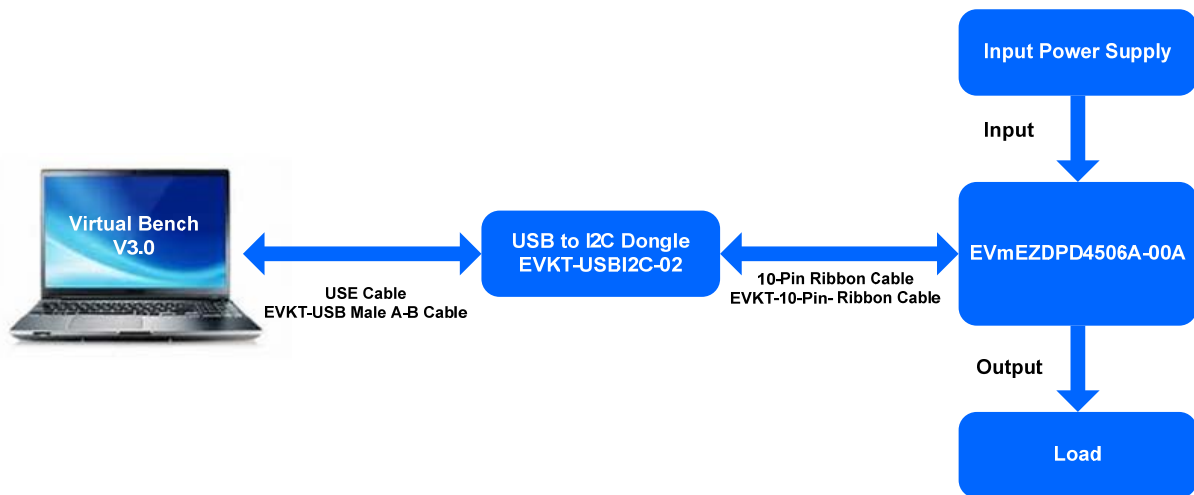 Input Power Supply
Input
Virtual Bench
V3.0
USB to I2C Dongle
EVKT-USBI2C-02
EVmEZDPD4506A-00A
USE Cable
EVKT-USB Male A-B Cable
10-Pin Ribbon Cable
EVKT-10-Pin- Ribbon Cable
Output
Load